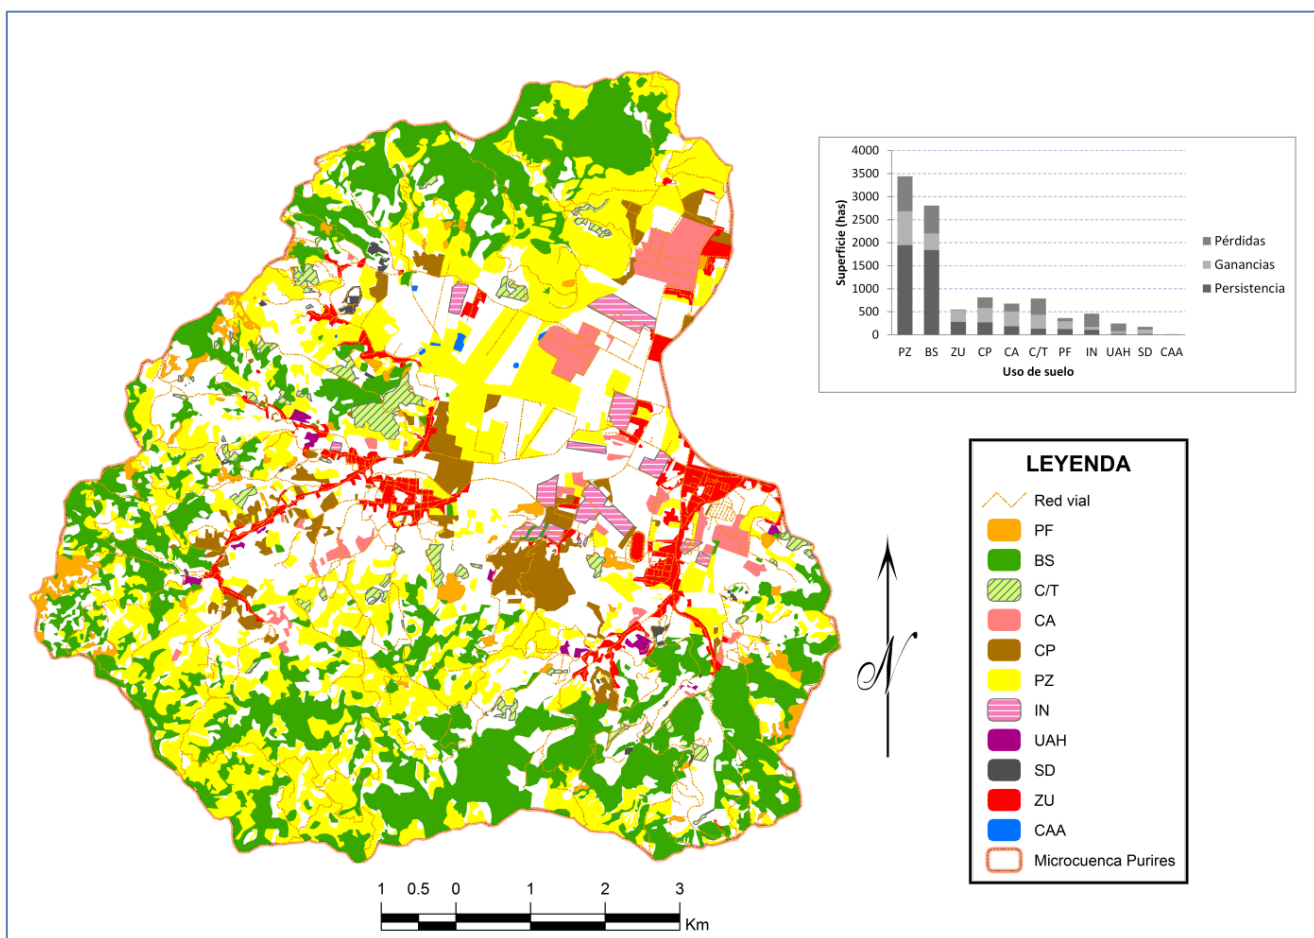 4000
3500
3000
2500
2000
1500
1000
500
0
Superficie (has)
PZ BS ZU CP CA C/T PF IN UAH SD CAA
Uso de suelo
Pérdidas
Ganancias
Persistencia
N
LEYENDA
Red vial
PF
BS
C/T
CA
CP
PZ
IN
UAH
SD
ZU
CAA
Microcuenca Purires
1 0.5 0 1 2 3
Km